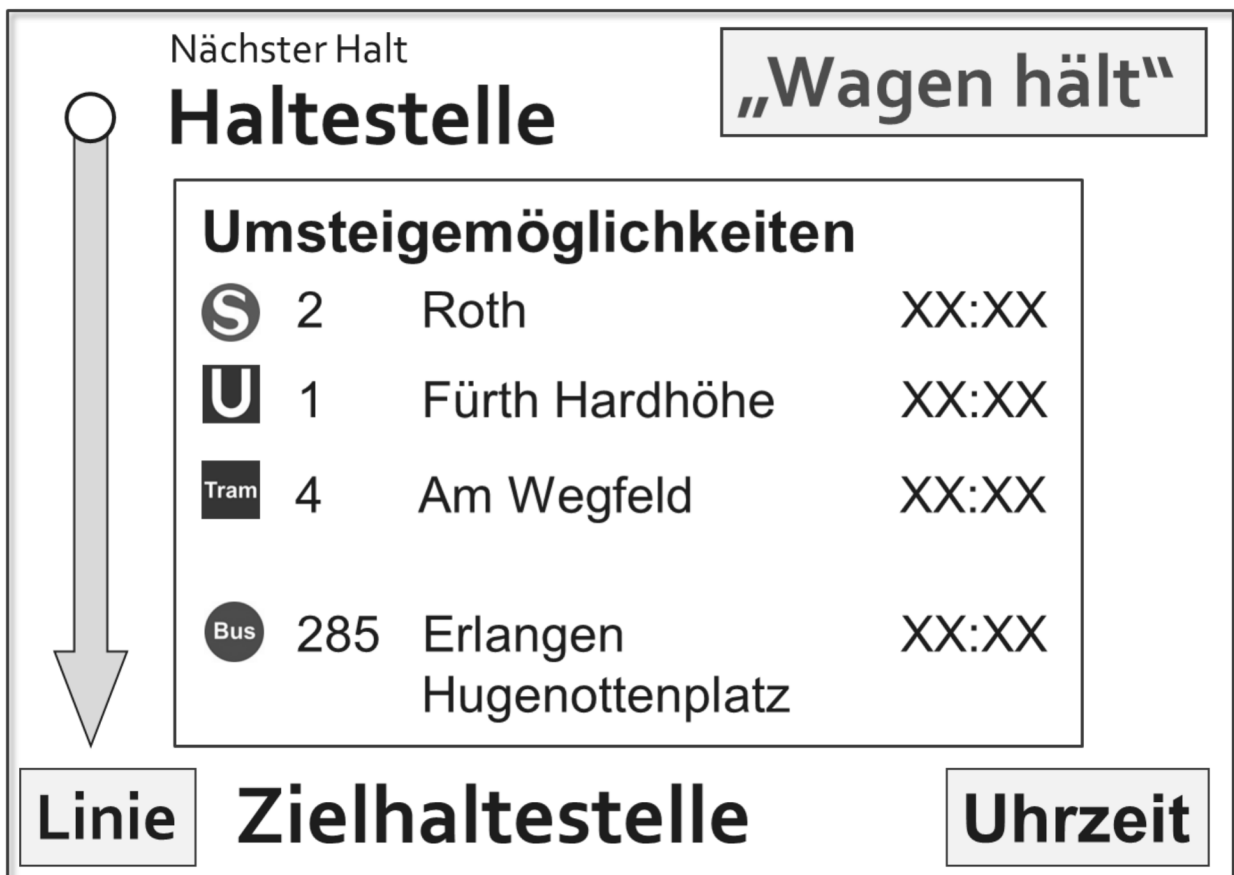 Nächster Halt
Haltestelle
„Wagen hält“
Umsteigemöglichkeiten
S 2 Roth XX:XX
U 1 Fürth Hardhöhe XX:XX
Tram 4 Am Wegfeld XX:XX
Bus 285 Erlangen XX:XX
Hugenottenplatz
Linie Zielhaltestelle Uhrzeit